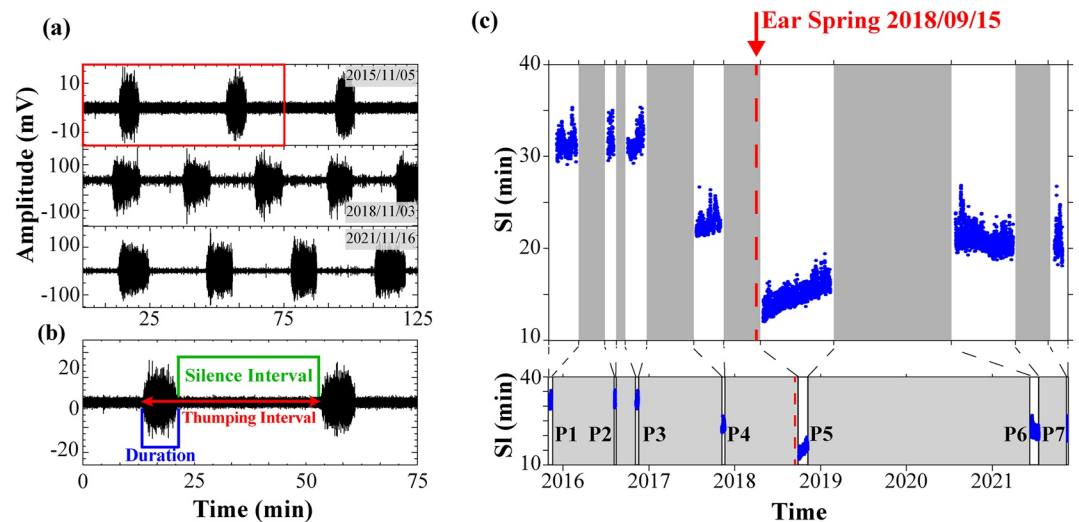 (a)
(c)
Ear Spring 2018/09/15
Amplitude (mV)
10
-10
2015/11/05
100
-100
2018/11/03
100
-100
2021/11/16
25
75
125
(b)
20
0
-20
Silence Interval
Thumping Interval
Duration
0
25
50
75
Time (min)
SI (min)
40
30
20
10
SI (min)
40
10
P1
P2
P3
P4
P5
P6
P7
2016
2017
2018
2019
2020
2021
Time